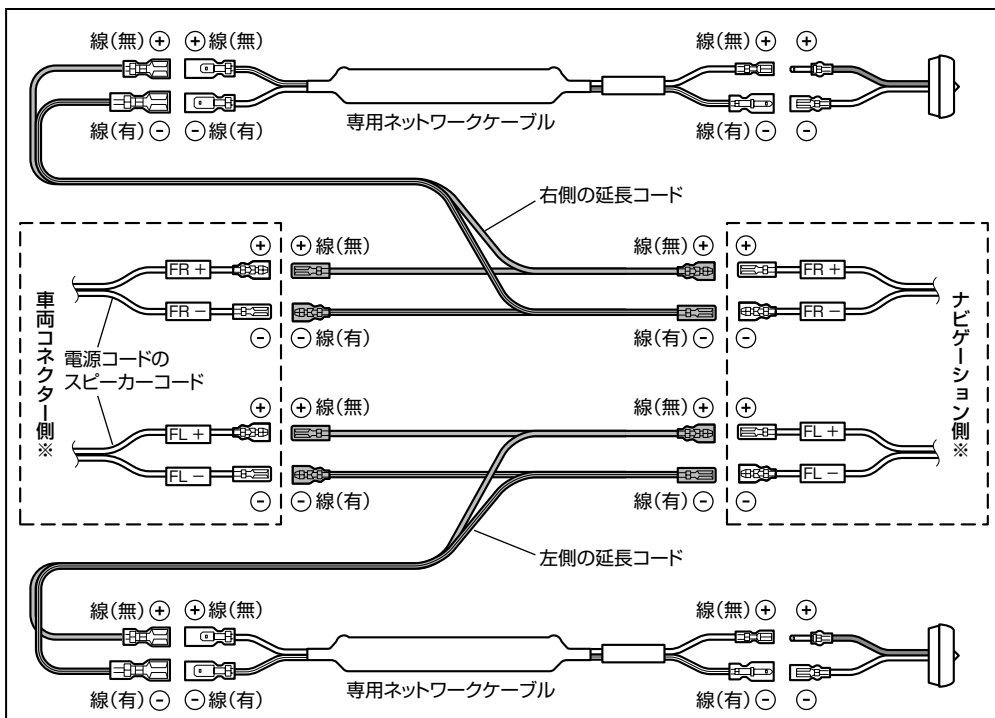 線(無)⊕ ⊕線(無) 線(無)⊕ ⊕
専用ネットワークケーブル
線(有)⊖ ⊖線(有) 線(有)⊖ ⊖
右側の延長コード
⊕ ⊕線(無) 線(無)⊕ ⊕
FR + FR +
FR − FR −
⊖ ⊖線(有) 線(有)⊖ ⊖
車両コネクター側※
電源コードの
スピーカーコード
ナビゲーション側※
⊕ ⊕線(無) 線(無)⊕ ⊕
FL + FL +
FL − FL −
⊖ ⊖線(有) 線(有)⊖ ⊖
左側の延長コード
線(無)⊕ ⊕線(無) 線(無)⊕ ⊕
専用ネットワークケーブル
線(有)⊖ ⊖線(有) 線(有)⊖ ⊖